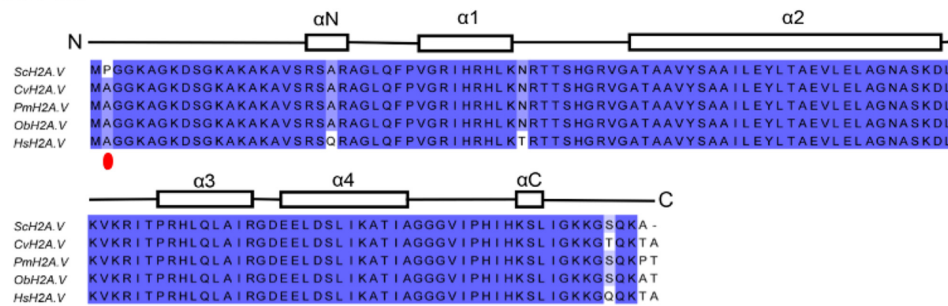 αN α1 α2
N
ScH2A.V MPGGKAGKDSGKAKAKAVSRSARAGLQFPVGRIHRHLKNRTTSHGRVGATAAVYSAAILEYLTAEVLELAGNASKDL
CvH2A.V MAGGKAGKDSGKAKAKAVSRSARAGLQFPVGRIHRHLKNRTTSHGRVGATAAVYSAAILEYLTAEVLELAGNASKDL
PmH2A.V MAGGKAGKDSGKAKAKAVSRSARAGLQFPVGRIHRHLKNRTTSHGRVGATAAVYSAAILEYLTAEVLELAGNASKDL
ObH2A.V MAGGKAGKDSGKAKAKAVSRSARAGLQFPVGRIHRHLKNRTTSHGRVGATAAVYSAAILEYLTAEVLELAGNASKDL
HsH2A.V MAGGKAGKDSGKAKAKAVSRSQRAGLQFPVGRIHRHLKTRTTSHGRVGATAAVYSAAILEYLTAEVLELAGNASKDL
α3 α4 αC
C
ScH2A.V KVKRITPRHLQLAIRGDEELDSLIKATIAGGGVIPHIHKSLIGKKGSQKA-
CvH2A.V KVKRITPRHLQLAIRGDEELDSLIKATIAGGGVIPHIHKSLIGKKGTQKTA
PmH2A.V KVKRITPRHLQLAIRGDEELDSLIKATIAGGGVIPHIHKSLIGKKGSQKPT
ObH2A.V KVKRITPRHLQLAIRGDEELDSLIKATIAGGGVIPHIHKSLIGKKGSQKAT
HsH2A.V KVKRITPRHLQLAIRGDEELDSLIKATIAGGGVIPHIHKSLIGKKGQQKTA